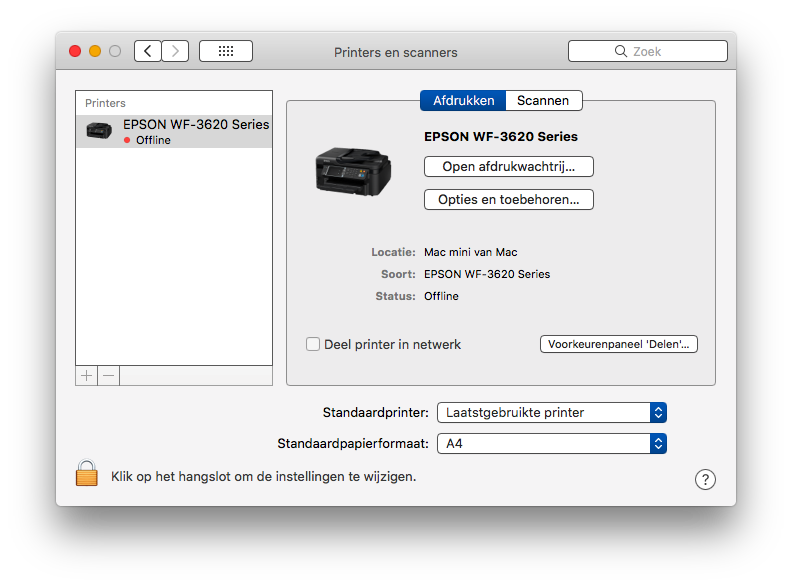 Printers en scanners
Zoek
Printers
EPSON WF-3620 Series
Offline
Afdrukken
Scannen
EPSON WF-3620 Series
Open afdrukwachtrij...
Opties en toebehoren...
Locatie: Mac mini van Mac
Soort: EPSON WF-3620 Series
Status: Offline
Deel printer in netwerk
Voorkeurenpaneel 'Delen'...
Standaardprinter: Laatstgebruikte printer
Standaardpapierformaat: A4
Klik op het hangslot om de instellingen te wijzigen.
?